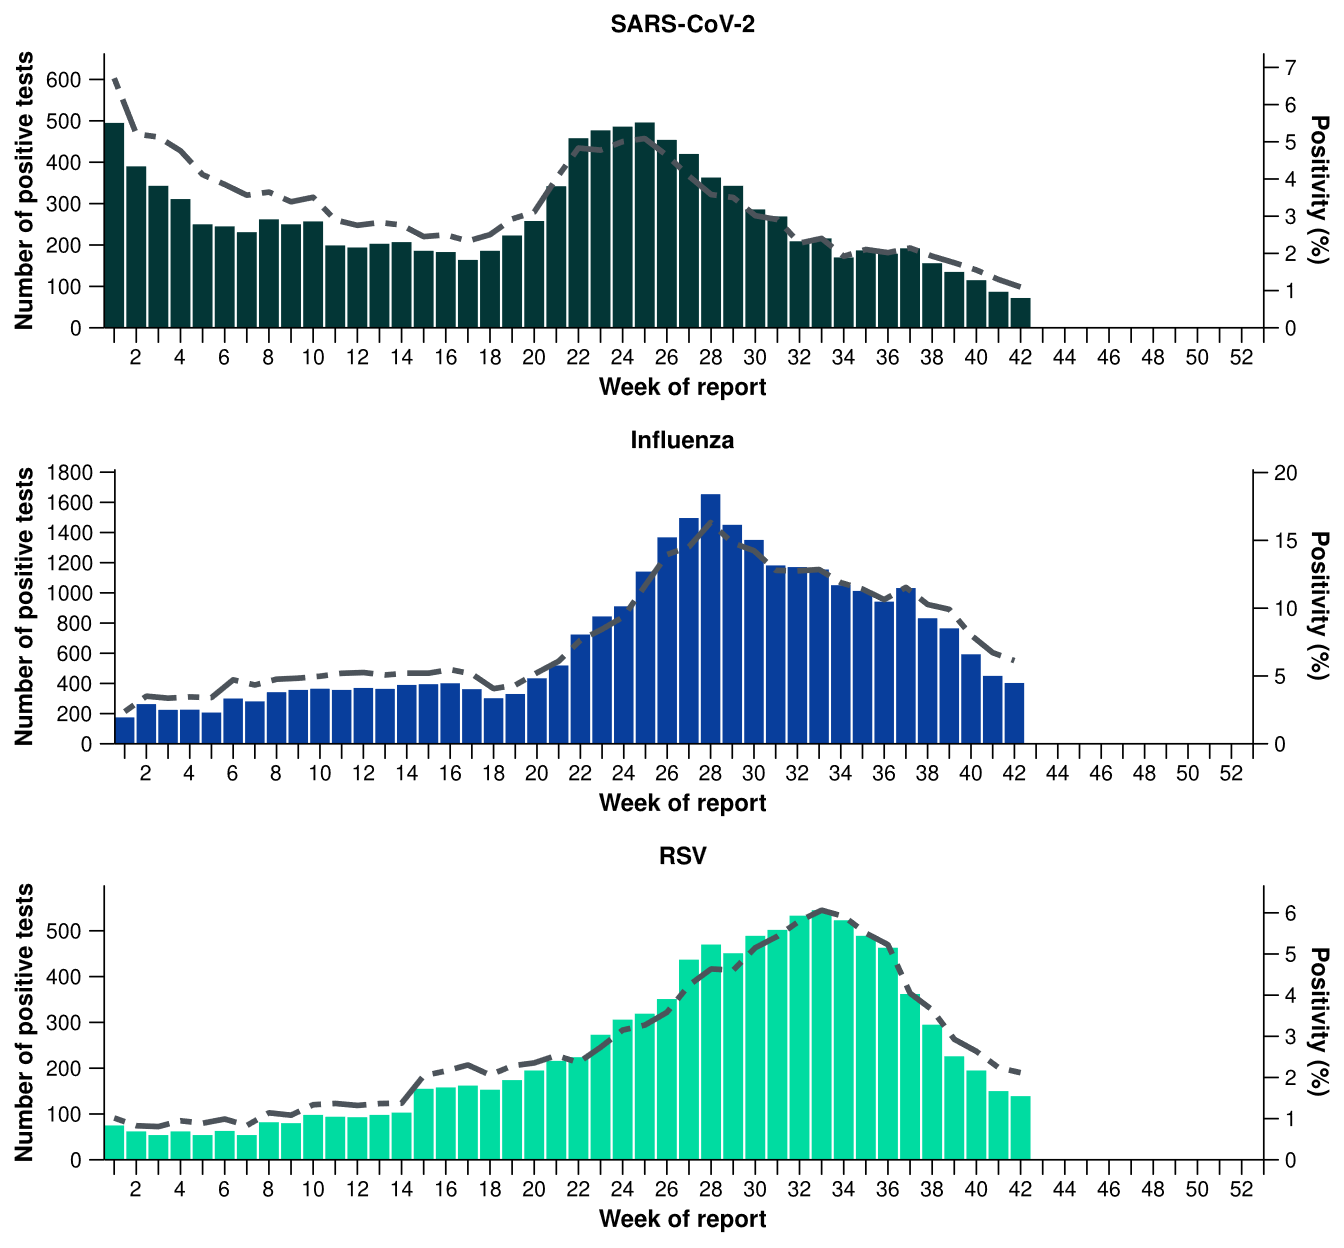 SARS-CoV-2
Number of positive tests
0 100 200 300 400 500 600
Positivity (%)
0 1 2 3 4 5 6 7
2 4 6 8 10 12 14 16 18 20 22 24 26 28 30 32 34 36 38 40 42 44 46 48 50 52
Week of report
Influenza
Number of positive tests
0 200 400 600 800 1000 1200 1400 1600 1800
Positivity (%)
0 5 10 15 20
2 4 6 8 10 12 14 16 18 20 22 24 26 28 30 32 34 36 38 40 42 44 46 48 50 52
Week of report
RSV
Number of positive tests
0 100 200 300 400 500
Positivity (%)
0 1 2 3 4 5 6
2 4 6 8 10 12 14 16 18 20 22 24 26 28 30 32 34 36 38 40 42 44 46 48 50 52
Week of report